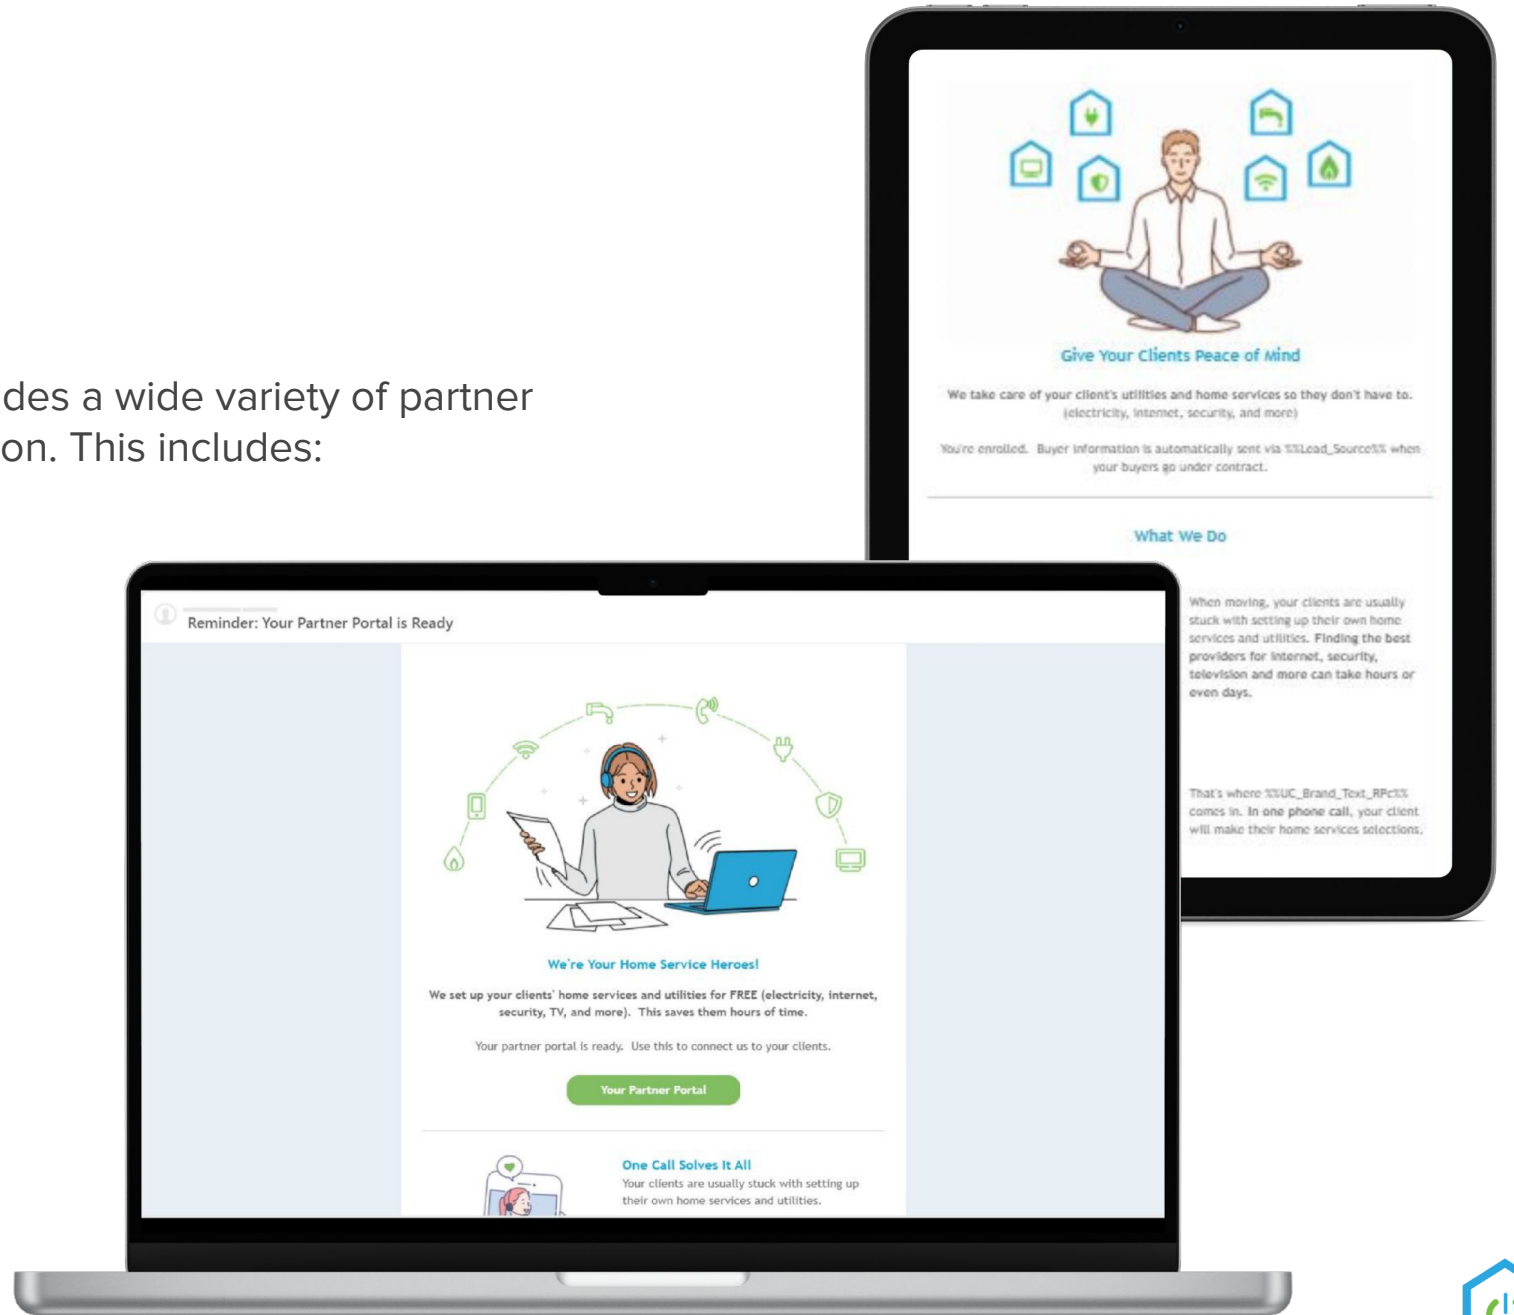 des a wide variety of partner
on. This includes:
Give Your Clients Peace of Mind
We take care of your client's utilities and home services so they don't have to.
(electricity, internet, security, and more)
You're enrolled. Buyer information is automatically sent via %%Lead_Source%% when
your buyers go under contract.
What We Do
When moving, your clients are usually
stuck with setting up their own home
services and utilities. Finding the best
providers for internet, security,
television and more can take hours or
even days.
That's where %%UC_Brand_Text_RPc%%
comes in. In one phone call, your client
will make their home services selections.
Reminder: Your Partner Portal is Ready
We're Your Home Service Heroes!
We set up your clients' home services and utilities for FREE (electricity, internet,
security, TV, and more). This saves them hours of time.
Your partner portal is ready. Use this to connect us to your clients.
Your Partner Portal
One Call Solves It All
Your clients are usually stuck with setting up
their own home services and utilities.